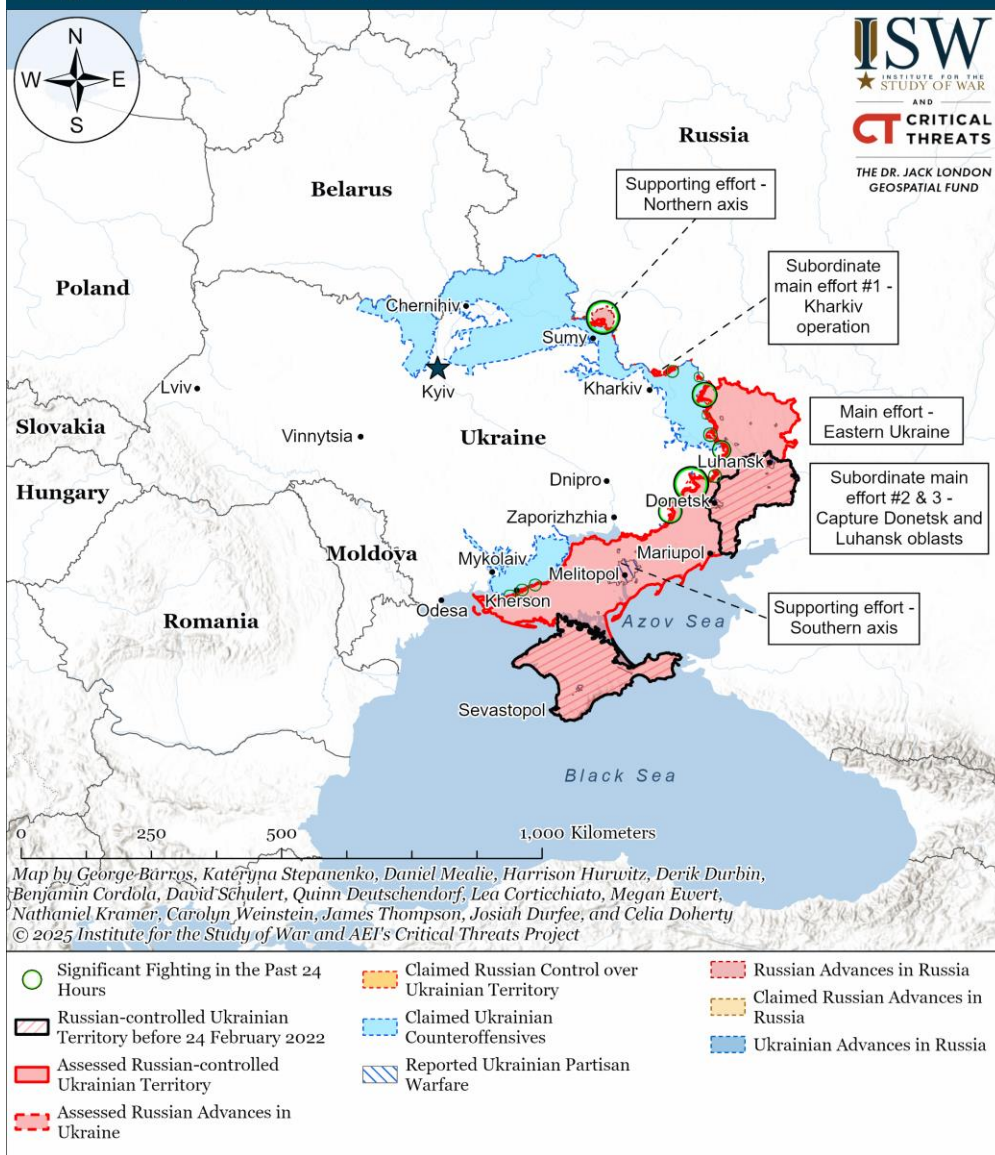 N
W
E
S
ISW
INSTITUTE FOR THE
STUDY OF WAR
AND
CT CRITICAL
THREATS
THE DR. JACK LONDON
GEOSPATIAL FUND
Russia
Supporting effort -
Northern axis
Belarus
Subordinate
main effort #1 -
Kharkiv
operation
Poland
Chernihiv
Sumy
Kyiv
Lviv
Kharkiv
Slovakia
Vinnytsia
Ukraine
Main effort -
Eastern Ukraine
Hungary
Luhansk
Dnipro
Donetsk
Subordinate main
effort #2 & 3 -
Capture Donetsk and
Luhansk oblasts
Zaporizhzhia
Moldova
Mykolaiv
Mariupol
Melitopol
Odesa
Kherson
Romania
Azov Sea
Supporting effort -
Southern axis
Sevastopol
Black Sea
0
250
500
1,000 Kilometers
Map by George Barros, Kateryna Stepanenko, Daniel Mealie, Harrison Hurwitz, Derik Durbin,
Benjamin Cordola, David Schulert, Quinn Deutschendorf, Lea Corticchiato, Megan Ewert,
Nathaniel Kramer, Carolyn Weinstein, James Thompson, Josiah Durfee, and Celia Doherty
© 2025 Institute for the Study of War and AEI's Critical Threats Project
Significant Fighting in the Past 24
Hours
Russian-controlled Ukrainian
Territory before 24 February 2022
Assessed Russian-controlled
Ukrainian Territory
Assessed Russian Advances in
Ukraine
Claimed Russian Control over
Ukrainian Territory
Claimed Ukrainian
Counteroffensives
Reported Ukrainian Partisan
Warfare
Russian Advances in Russia
Claimed Russian Advances in
Russia
Ukrainian Advances in Russia